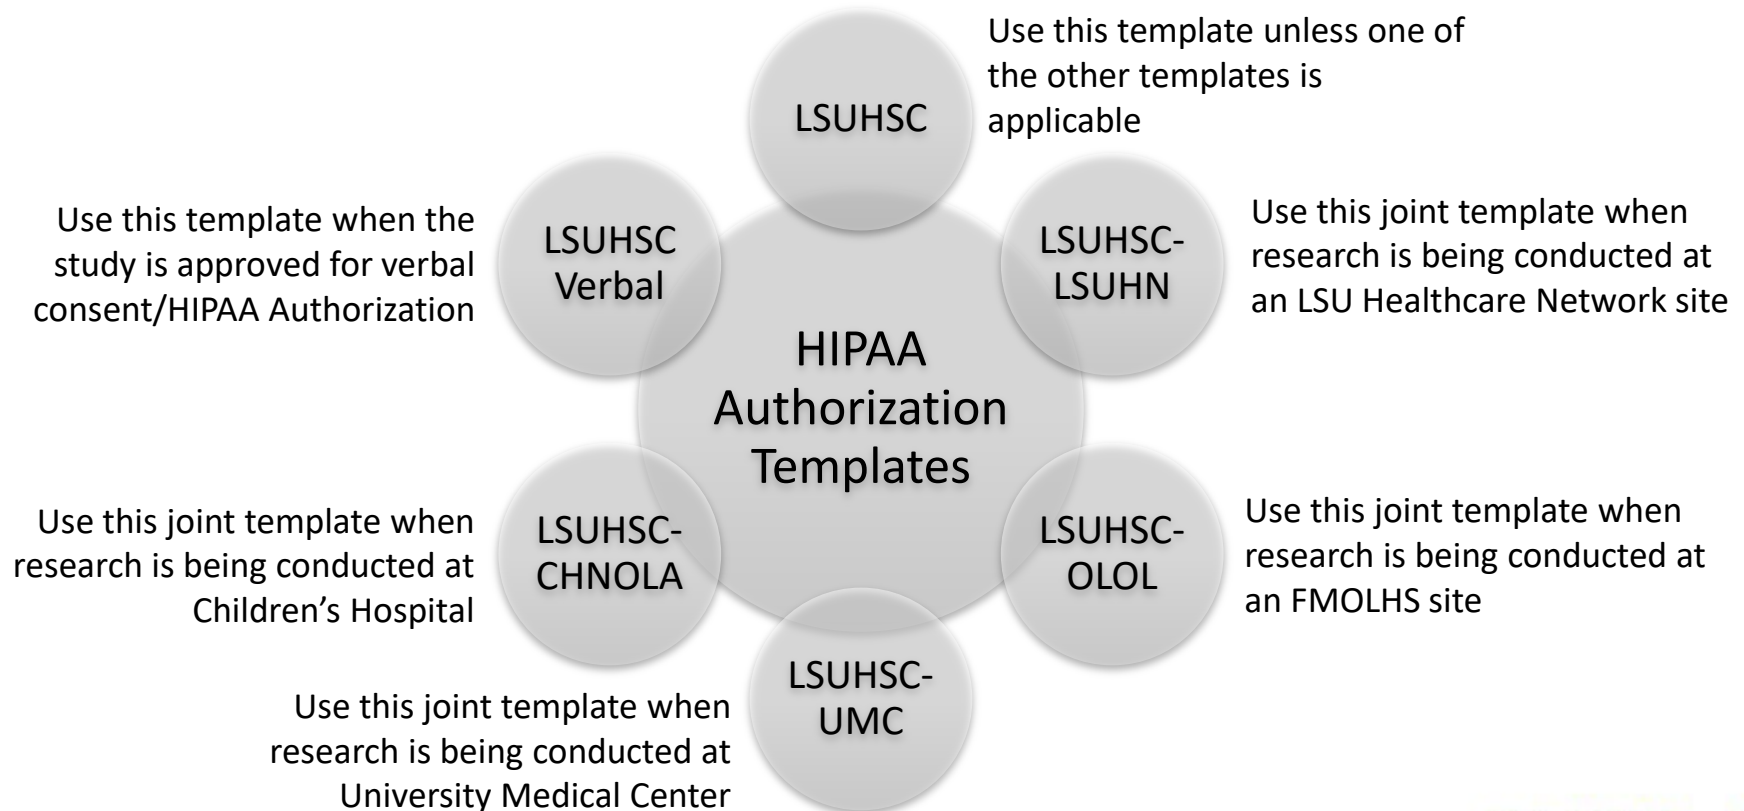 LSUHSC
Use this template unless one of
the other templates is
applicable
LSUHSC-
LSUHN
Use this joint template when
research is being conducted at
an LSU Healthcare Network site
LSUHSC-
OLOL
Use this joint template when
research is being conducted at
an FMOLHS site
LSUHSC-
UMC
Use this joint template when
research is being conducted at
University Medical Center
LSUHSC-
CHNOLA
Use this joint template when
research is being conducted at
Children’s Hospital
LSUHSC
Verbal
Use this template when the
study is approved for verbal
consent/HIPAA Authorization
HIPAA
Authorization
Templates